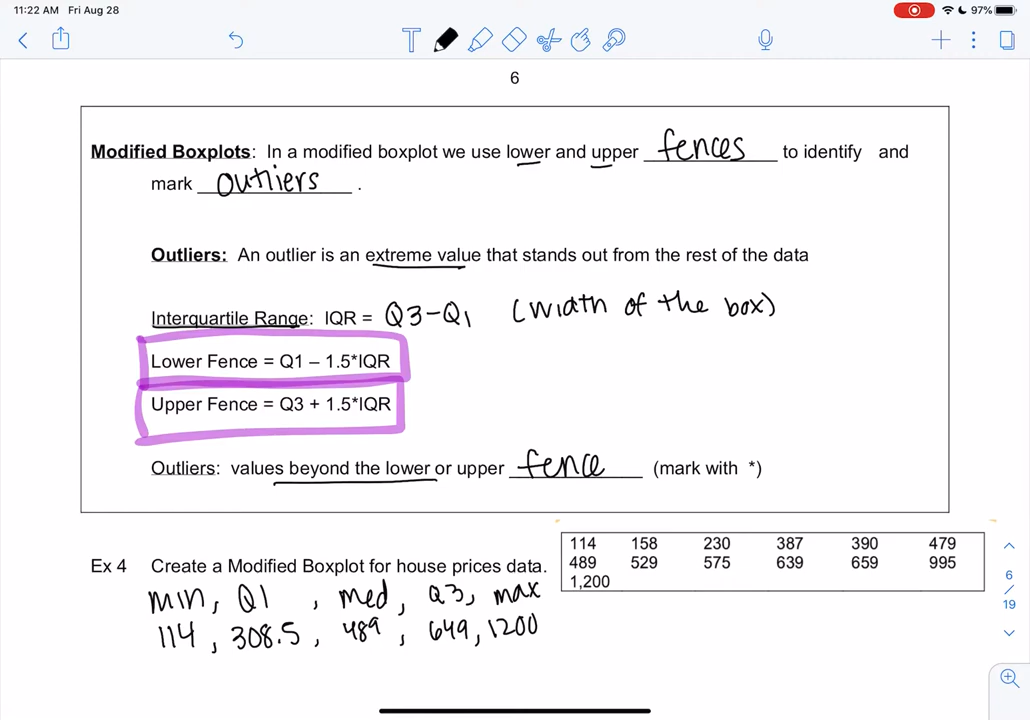 11:22 AM Fri Aug 28
97%
T
6
Modified Boxplots: In a modified boxplot we use lower and upper fences to identify and
mark outliers .
Outliers: An outlier is an extreme value that stands out from the rest of the data
Interquartile Range: IQR = Q3-Q1 (width of the box)
Lower Fence = Q1 – 1.5*IQR
Upper Fence = Q3 + 1.5*IQR
Outliers: values beyond the lower or upper fence (mark with *)
Ex 4 Create a Modified Boxplot for house prices data.
114 158 230 387 390 479
489 529 575 639 659 995
1,200
min, Q1 , med, Q3, max
114 , 308.5 , 489 , 649, 1200
6
/
19